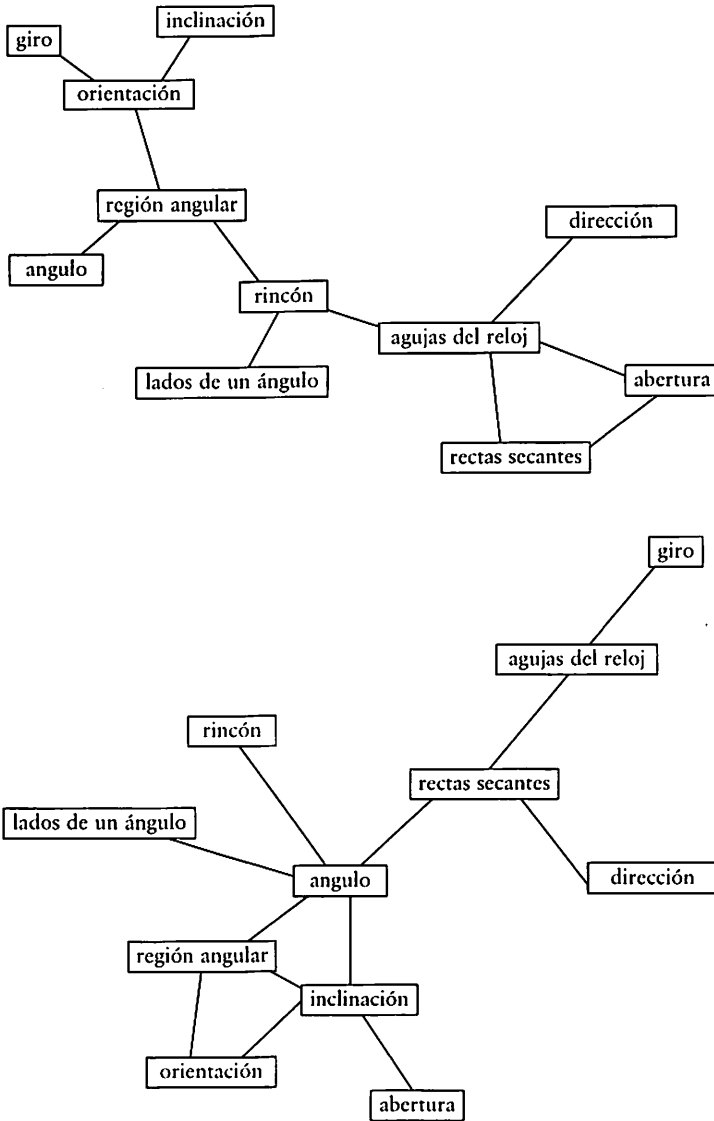 inclinación
giro
orientación
región angular
dirección
angulo
rincón
agujas del reloj
lados de un ángulo
abertura
rectas secantes
giro
agujas del reloj
rincón
rectas secantes
lados de un ángulo
angulo
dirección
región angular
inclinación
orientación
abertura